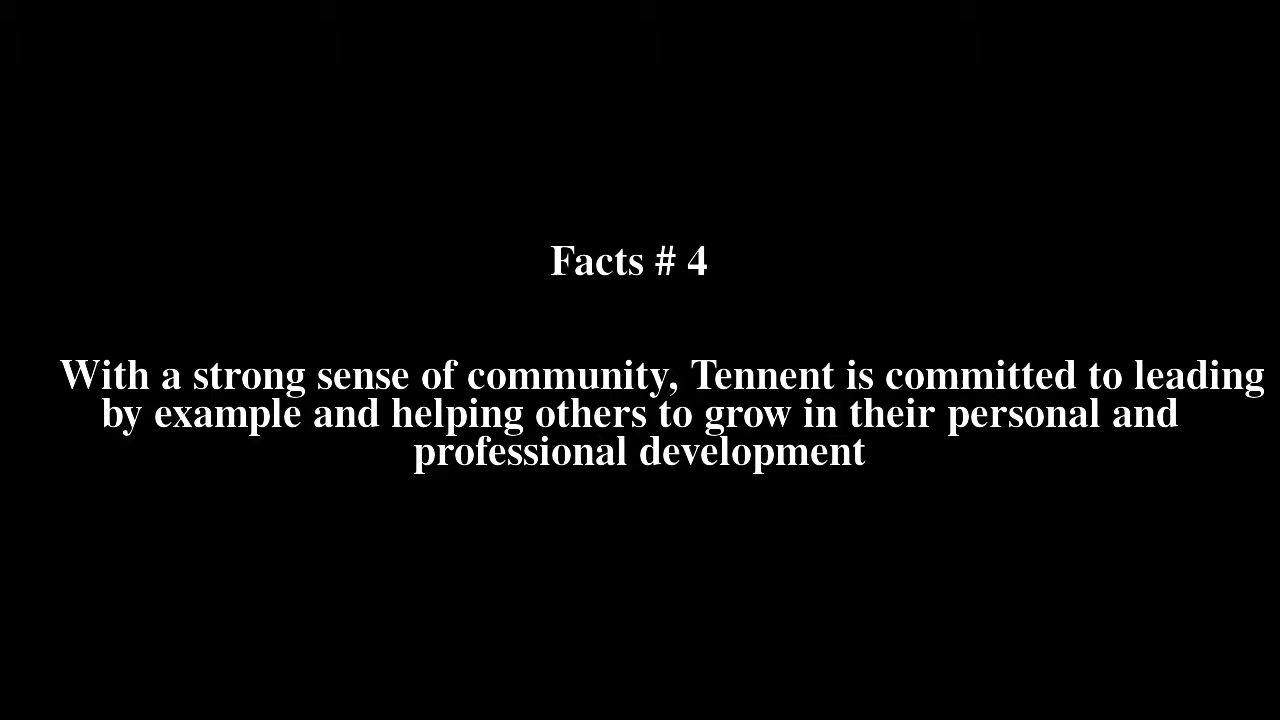 Facts # 4
With a strong sense of community, Tennent is committed to leading
by example and helping others to grow in their personal and
professional development